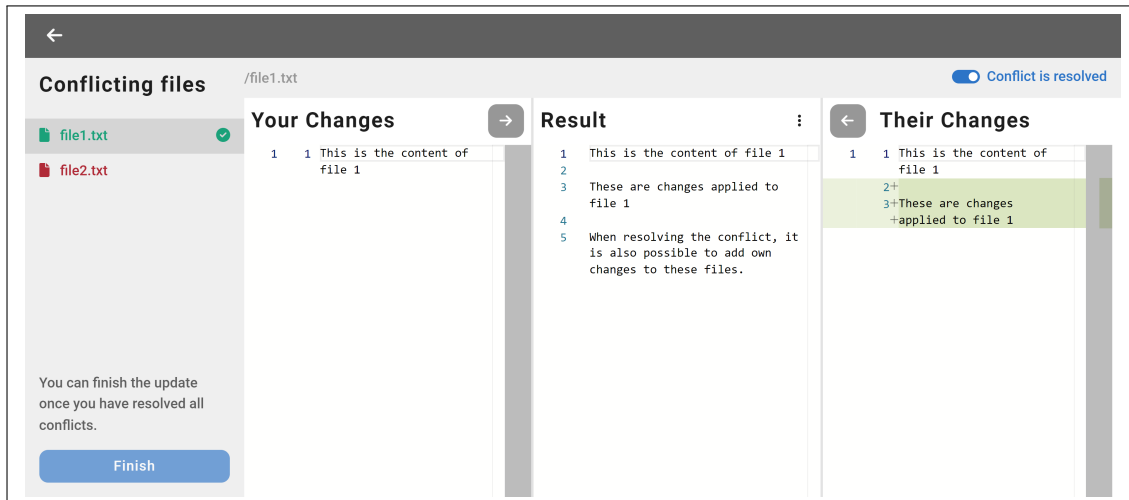 Conflicting files
file1.txt
file2.txt
You can finish the update
once you have resolved all
conflicts.
Finish
/file1.txt
Conflict is resolved
Your Changes
1 1 This is the content of
file 1
Result
1 This is the content of file 1
2
3 These are changes applied to
file 1
4
5 When resolving the conflict, it
is also possible to add own
changes to these files.
Their Changes
1 1 This is the content of
file 1
2+
3+These are changes
+applied to file 1